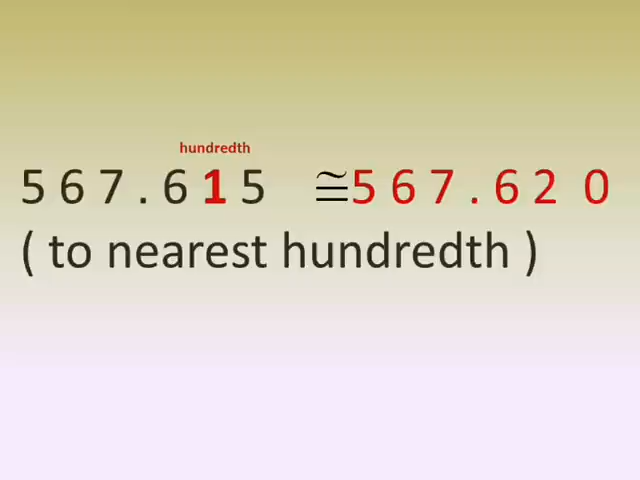 hundredth
5 6 7 . 6 1 5 ≅ 5 6 7 . 6 2 0
( to nearest hundredth )